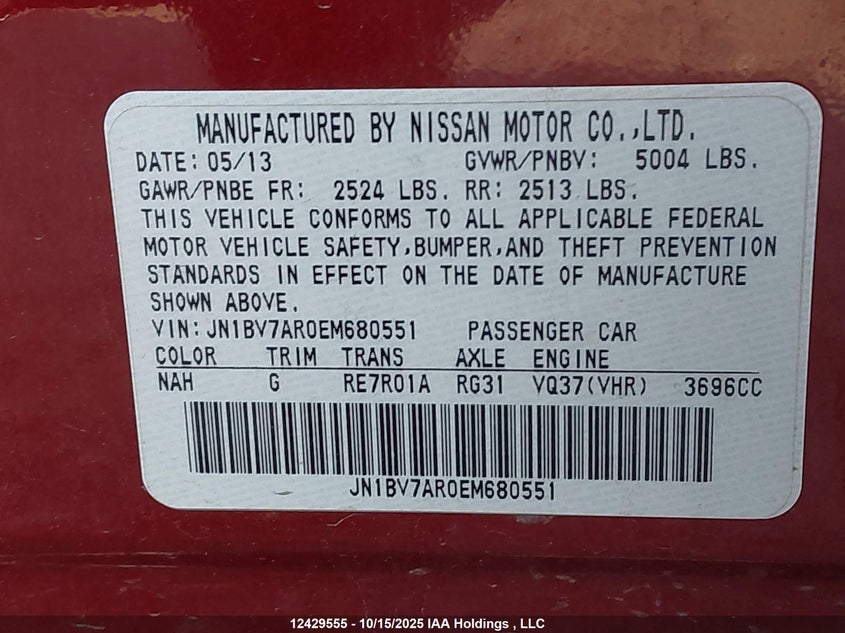 MANUFACTURED BY NISSAN MOTOR CO.,LTD.
DATE: 05/13 GVWR/PNBV: 5004 LBS.
GAWR/PNBE FR: 2524 LBS. RR: 2513 LBS.
THIS VEHICLE CONFORMS TO ALL APPLICABLE FEDERAL
MOTOR VEHICLE SAFETY,BUMPER,AND THEFT PREVENTION
STANDARDS IN EFFECT ON THE DATE OF MANUFACTURE
SHOWN ABOVE.
VIN: JN1BV7AR0EM680551 PASSENGER CAR
COLOR TRIM TRANS AXLE ENGINE
NAH G RE7R01A RG31 VQ37(VHR) 3696CC
JN1BV7AR0EM680551
12429555 - 10/15/2025 IAA Holdings , LLC